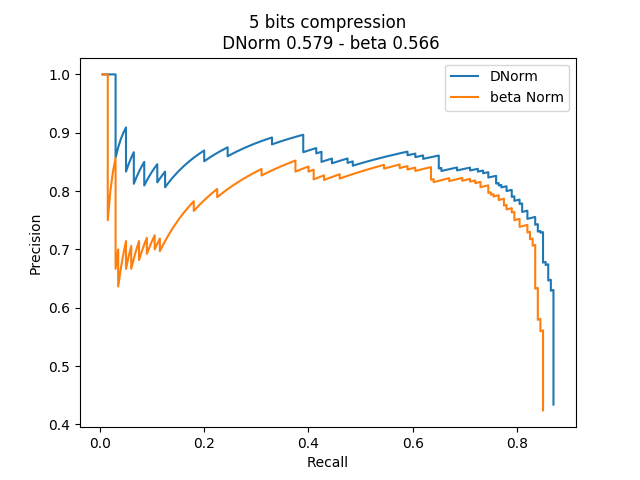 5 bits compression
DNorm 0.579 - beta 0.566
DNorm
beta Norm
1.0
0.9
0.8
0.7
0.6
0.5
0.4
Precision
0.0
0.2
0.4
0.6
0.8
Recall